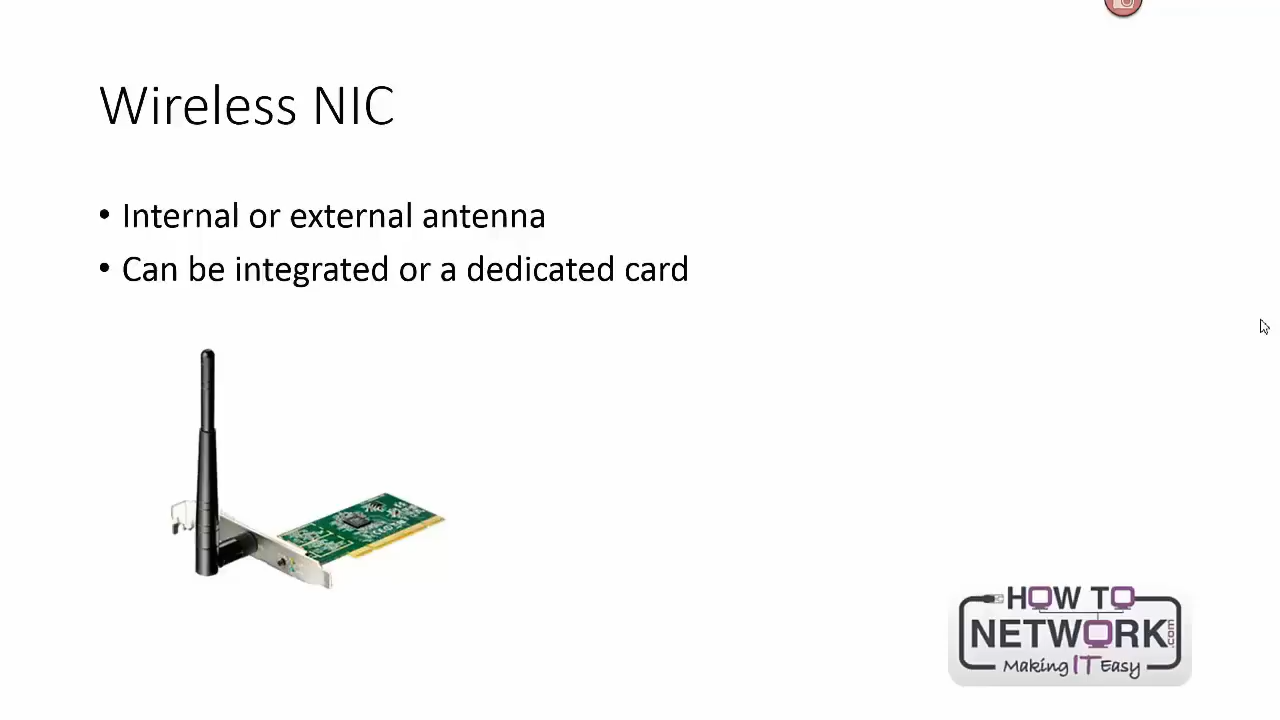 Wireless NIC
• Internal or external antenna
• Can be integrated or a dedicated card
HOW TO
NETWORK.com
Making IT Easy